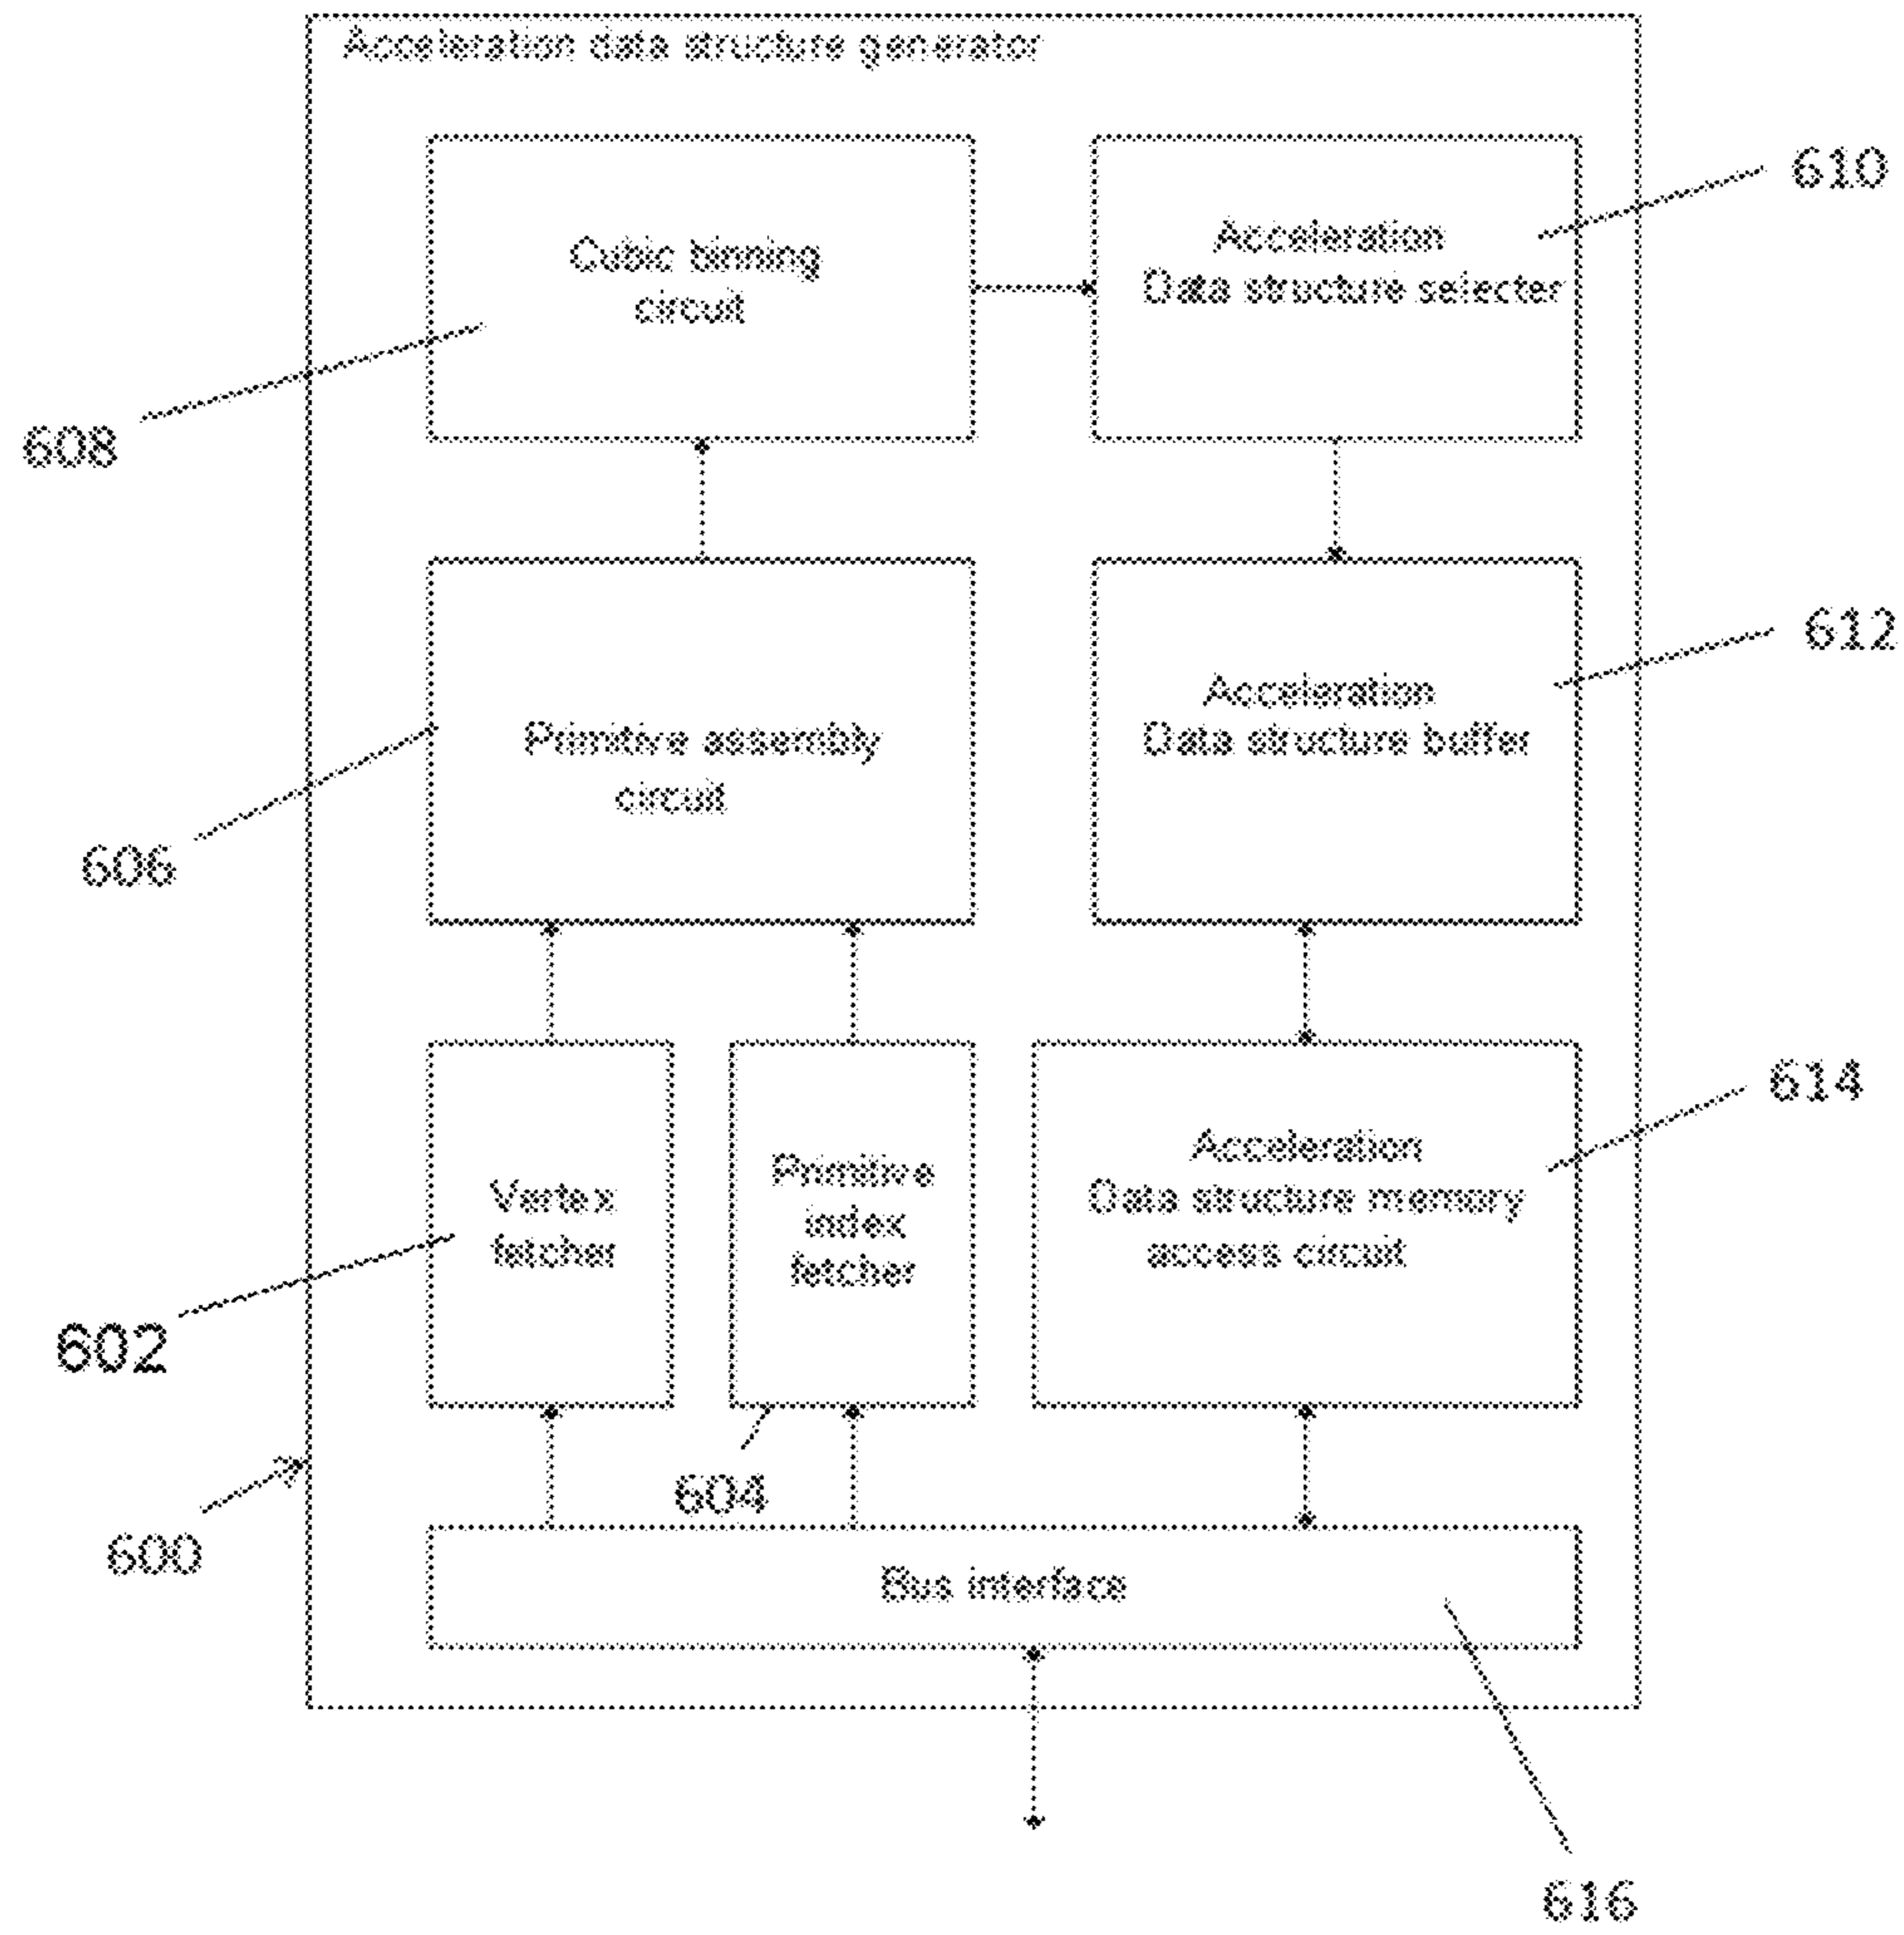 Acceleration data structure generator
Cubic binning
circuit
608
Acceleration
Data structure selecter
610
Primitive assembly
circuit
606
Acceleration
Data structure buffer
612
Vertex
fetcher
602
Primitive
index
fetcher
604
Acceleration
Data structure memory
access circuit
614
600
Bus interface
616